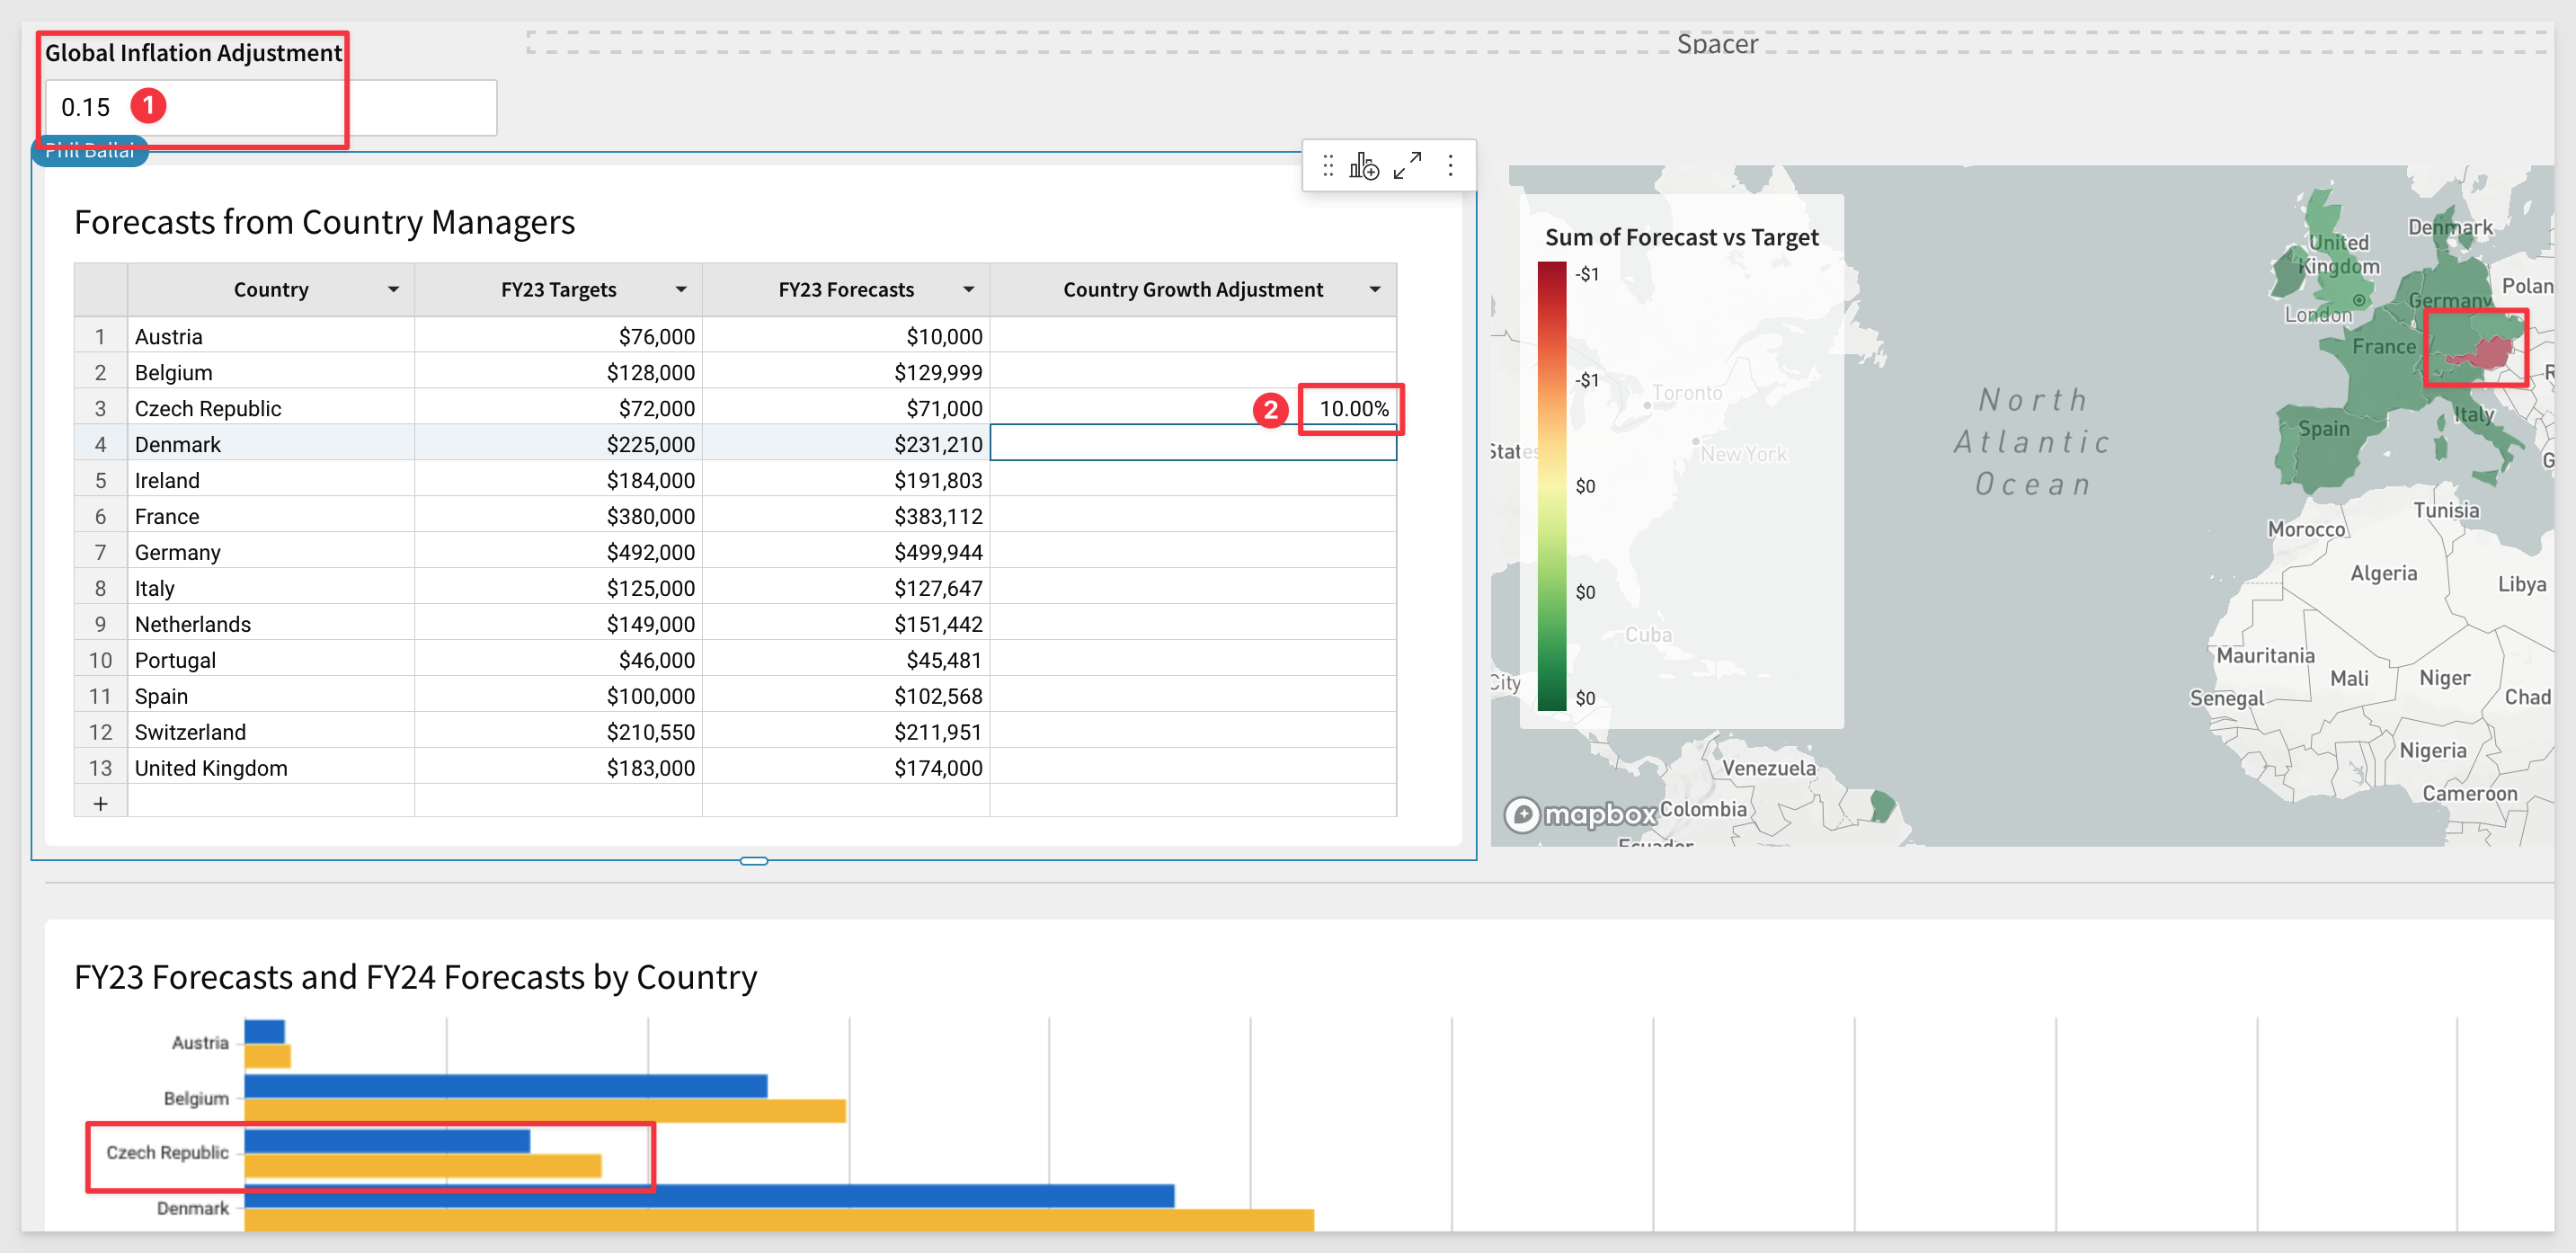 Global Inflation Adjustment
Spacer
0.15 1
Phil Ballai
Forecasts from Country Managers
Country FY23 Targets FY23 Forecasts Country Growth Adjustment
1 Austria $76,000 $10,000
2 Belgium $128,000 $129,999
3 Czech Republic $72,000 $71,000 2 10.00%
4 Denmark $225,000 $231,210
5 Ireland $184,000 $191,803
6 France $380,000 $383,112
7 Germany $492,000 $499,944
8 Italy $125,000 $127,647
9 Netherlands $149,000 $151,442
10 Portugal $46,000 $45,481
11 Spain $100,000 $102,568
12 Switzerland $210,550 $211,951
13 United Kingdom $183,000 $174,000
+
Sum of Forecast vs Target
-$1
-$1
$0
$0
$0
Toronto
New York
States
Cuba
City
North
Atlantic
Ocean
United
Kingdom
London
Denmark
Germany
Polan
France
Spain
Italy
R
G
Tunisia
Morocco
Algeria
Libya
Mauritania
Mali
Niger
Senegal
Chad
Nigeria
Cameroon
Venezuela
Colombia
Ecuador
mapbox
FY23 Forecasts and FY24 Forecasts by Country
Austria
Belgium
Czech Republic
Denmark